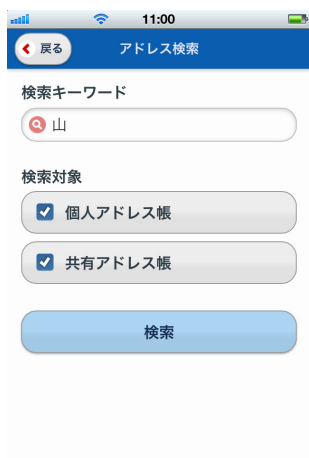 11:00
戻る
アドレス検索
検索キーワード
山
検索対象
個人アドレス帳
共有アドレス帳
検索